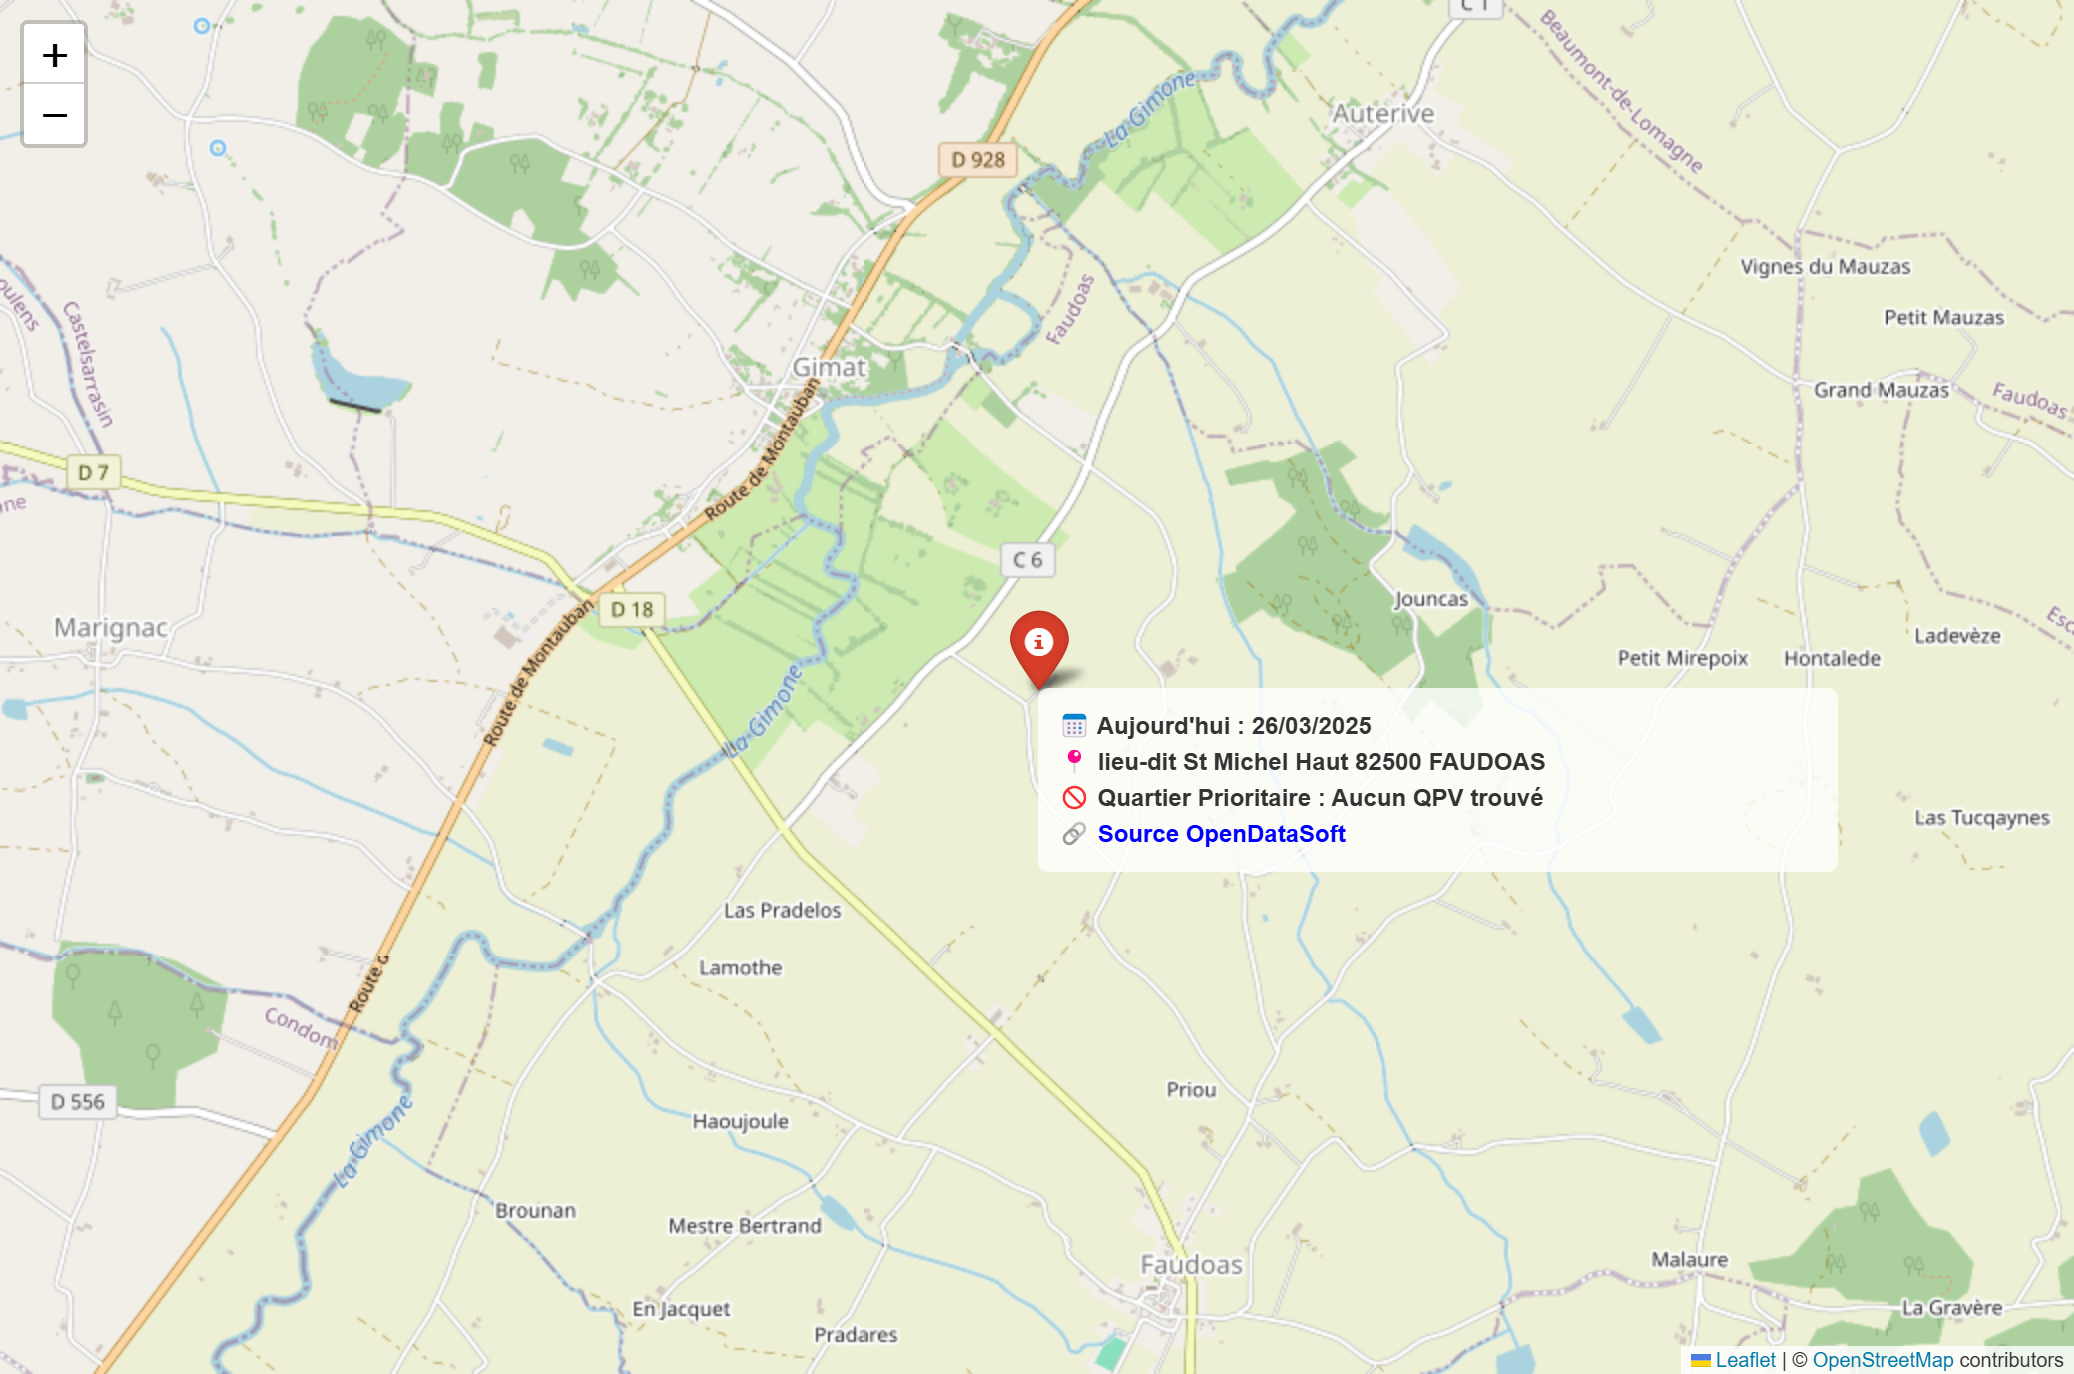 +
−
C 1
Beaumont-de-Lomagne
La Gimone
Auterive
D 928
Vignes du Mauzas
oulens
Castelsarrasin
Faudoas
Petit Mauzas
Gimat
Grand Mauzas
Faudoas
D 7
Route de Montauban
ne
C 6
D 18
Jouncas
Marignac
Ladevèze
Petit Mirepoix
Hontalede
Esc
Route de Montauban
La Gimone
Aujourd'hui : 26/03/2025
lieu-dit St Michel Haut 82500 FAUDOAS
Quartier Prioritaire : Aucun QPV trouvé
Source OpenDataSoft
Las Tucqaynes
Las Pradelos
Lamothe
Route d
Condom
D 556
Priou
Haoujoule
La Gimone
Brounan
Mestre Bertrand
Faudoas
Malaure
En Jacquet
La Gravère
Pradares
Leaflet | © OpenStreetMap contributors